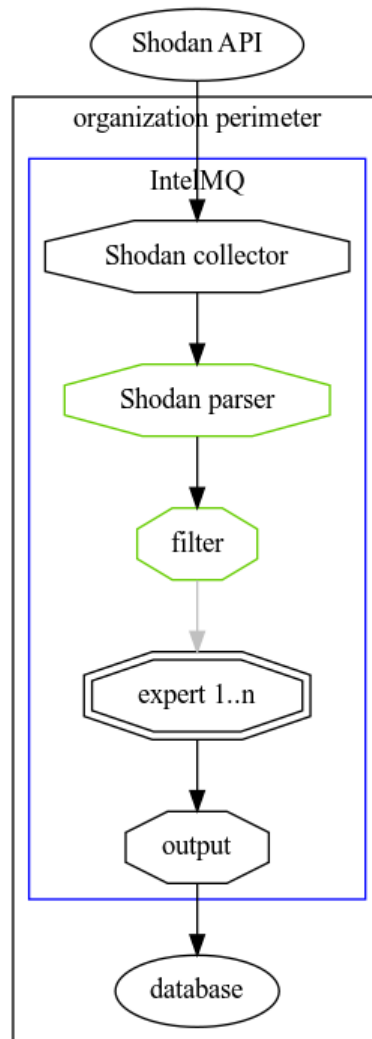 Shodan API
organization perimeter
IntelMQ
Shodan collector
Shodan parser
filter
expert 1..n
output
database